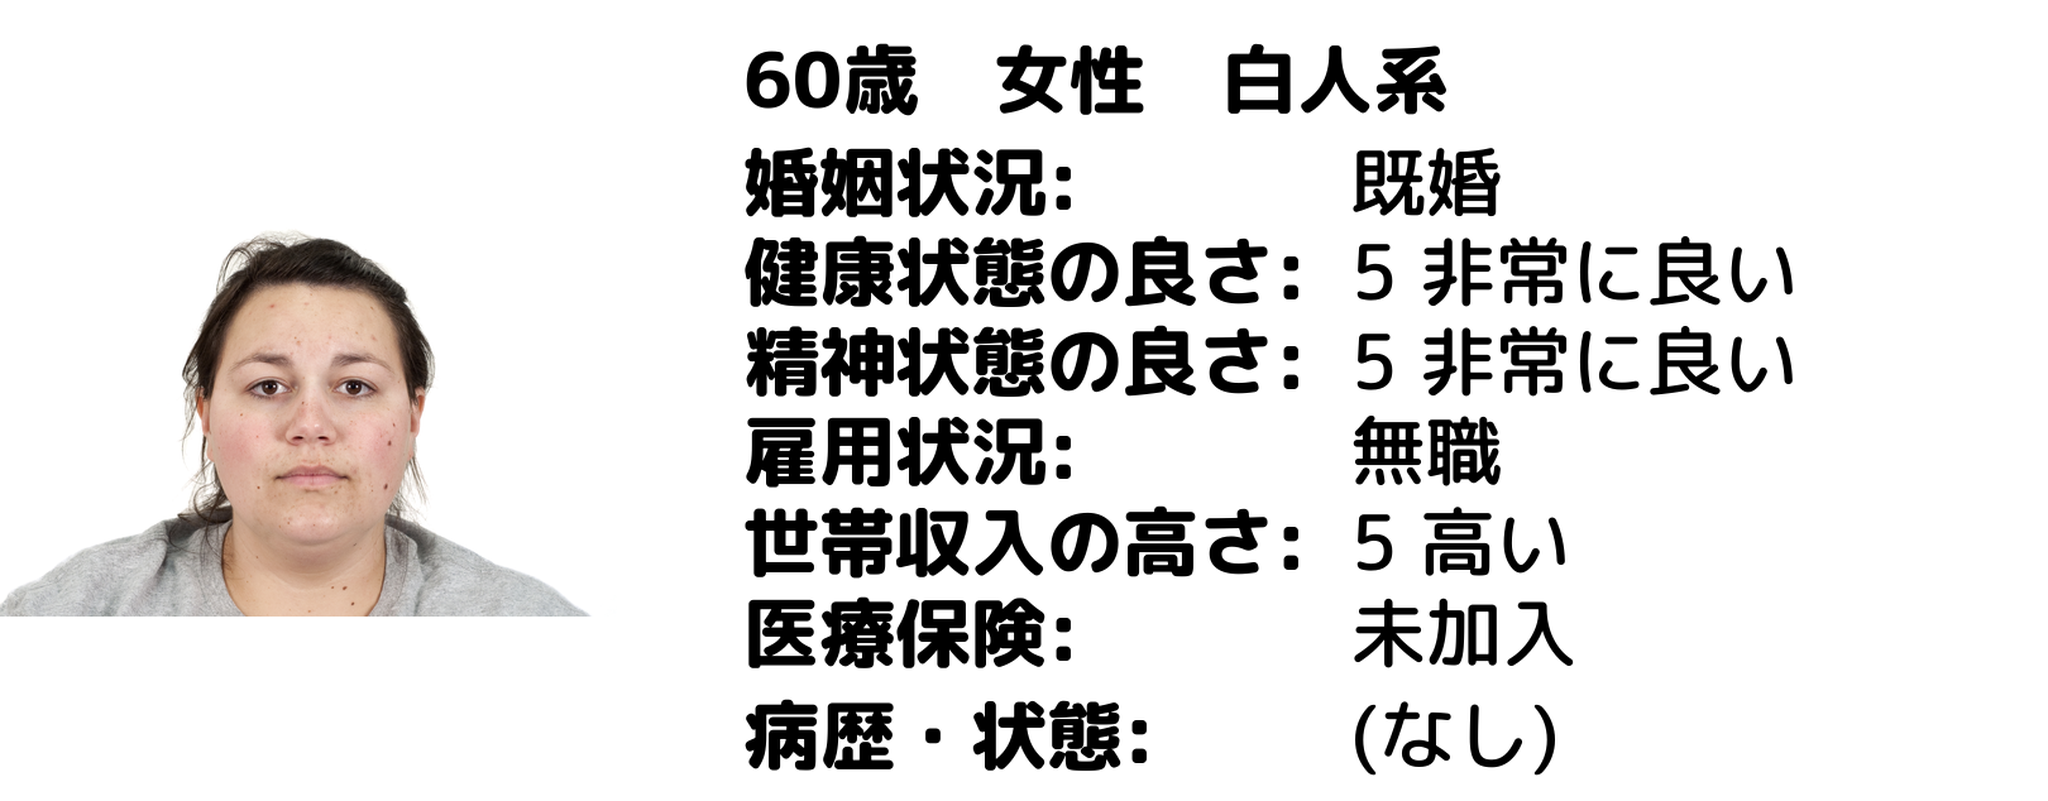 60歳　女性　白人系
婚姻状況: 既婚
健康状態の良さ: 5 非常に良い
精神状態の良さ: 5 非常に良い
雇用状況: 無職
世帯収入の高さ: 5 高い
医療保険: 未加入
病歴・状態: (なし)